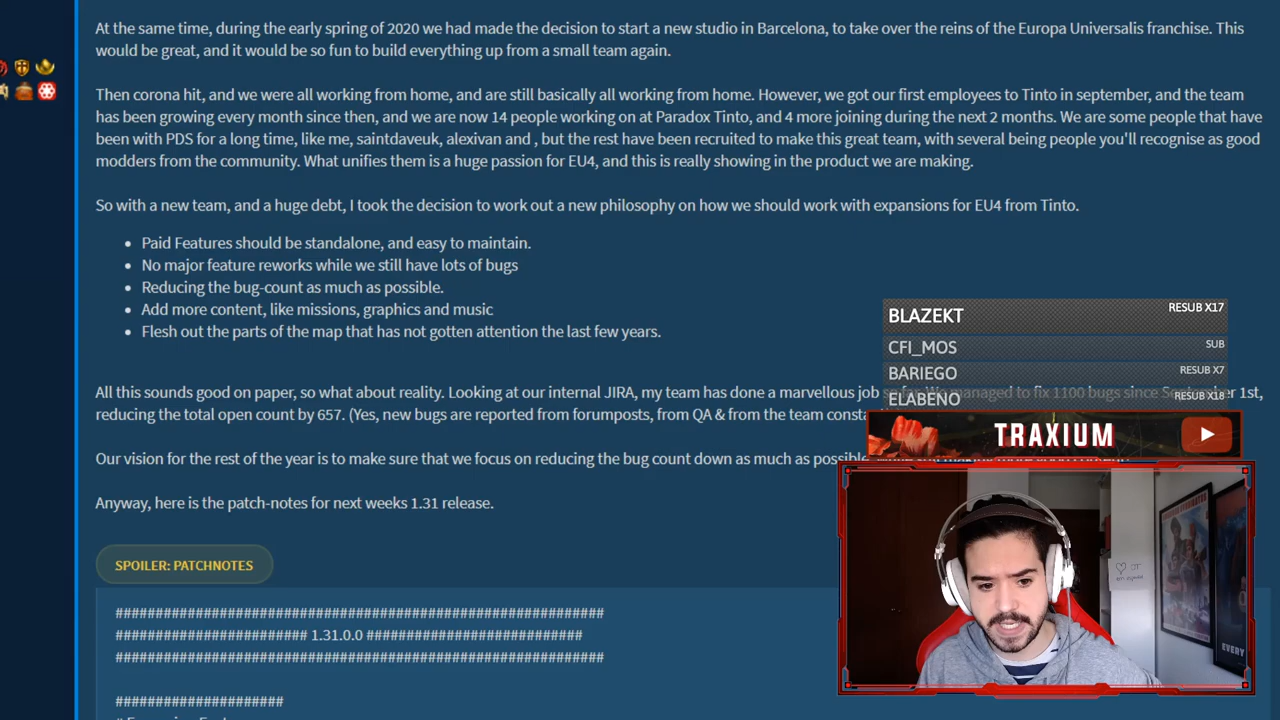 At the same time, during the early spring of 2020 we had made the decision to start a new studio in Barcelona, to take over the reins of the Europa Universalis franchise. This
would be great, and it would be so fun to build everything up from a small team again.
Then corona hit, and we were all working from home, and are still basically all working from home. However, we got our first employees to Tinto in september, and the team
has been growing every month since then, and we are now 14 people working on at Paradox Tinto, and 4 more joining during the next 2 months. We are some people that have
been with PDS for a long time, like me, saintdaveuk, alexivan and , but the rest have been recruited to make this great team, with several being people you'll recognise as good
modders from the community. What unifies them is a huge passion for EU4, and this is really showing in the product we are making.
So with a new team, and a huge debt, I took the decision to work out a new philosophy on how we should work with expansions for EU4 from Tinto.
• Paid Features should be standalone, and easy to maintain.
• No major feature reworks while we still have lots of bugs
• Reducing the bug-count as much as possible.
• Add more content, like missions, graphics and music
• Flesh out the parts of the map that has not gotten attention the last few years.
BLAZEKT RESUB X17
CFI_MOS SUB
BARIEGO RESUB X7
ELABENO RESUB X18
All this sounds good on paper, so what about reality. Looking at our internal JIRA, my team has done a marvellous job so far. We managed to fix 1100 bugs since September 1st,
reducing the total open count by 657. (Yes, new bugs are reported from forumposts, from QA & from the team
TRAXIUM
Our vision for the rest of the year is to make sure that we focus on reducing the bug count down as much as possible
Anyway, here is the patch-notes for next weeks 1.31 release.
SPOILER: PATCHNOTES
#############################################################
######################## 1.31.0.0 ###########################
#############################################################
#####################
EVERY